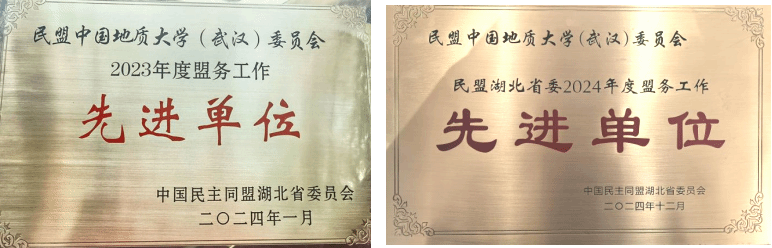 民盟中国地质大学（武汉）委员会
2023年度盟务工作
先进单位
中国民主同盟湖北省委员会
二〇二四年一月
民盟中国地质大学（武汉）委员会
民盟湖北省委2024年度盟务工作
先进单位
中国民主同盟湖北省委员会
二〇二四年十二月